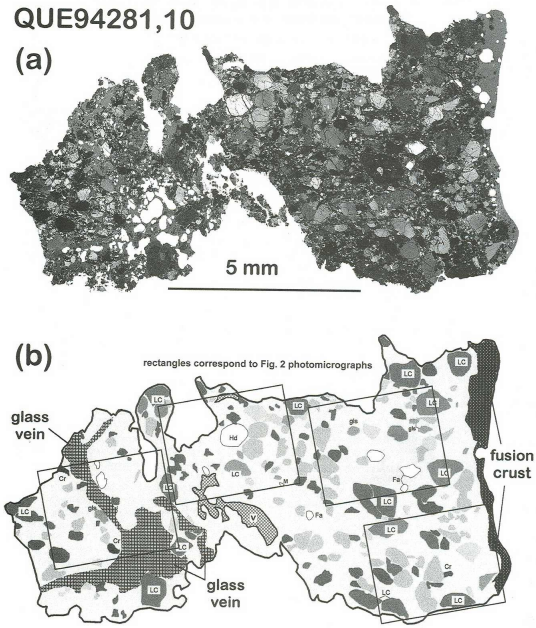 QUE94281,10
(a)
5 mm
(b)
rectangles correspond to Fig. 2 photomicrographs
LC
LC
LC
LC
LC
gls
gls
glass
vein
Hd
fusion
crust
Cr
LC
Fa
LC
M
LC
LC
gls
LC
V
Fa
LC
Cr
LC
Cr
LC
glass
vein
LC
LC